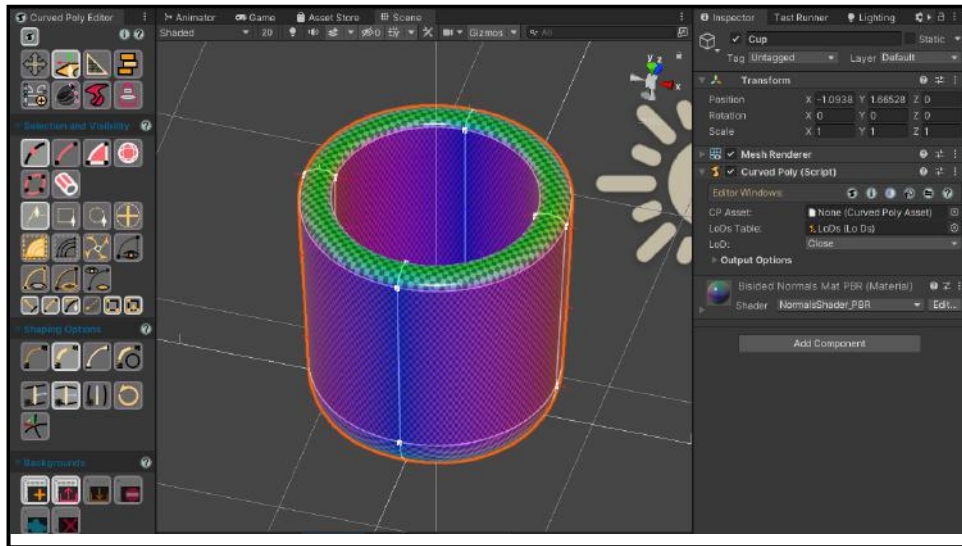 Curved Poly Editor
Selection and Visibility
Shaping Options
Backgrounds
Animator
Game
Asset Store
Scene
Shaded
2D
Gizmos
All
y
z
x
Inspector
Test Runner
Lighting
Cup
Static
Tag Untagged
Layer Default
Transform
Position X -1.0938 Y 1.66528 Z 0
Rotation X 0 Y 0 Z 0
Scale X 1 Y 1 Z 1
Mesh Renderer
Curved Poly (Script)
Editor Windows:
CP Asset: None (Curved Poly Asset)
LoDs Table: LoDs (Lo Ds)
LoD: Close
Output Options
Bisided Normals Mat PBR (Material)
Shader NormalsShader_PBR Edit...
Add Component